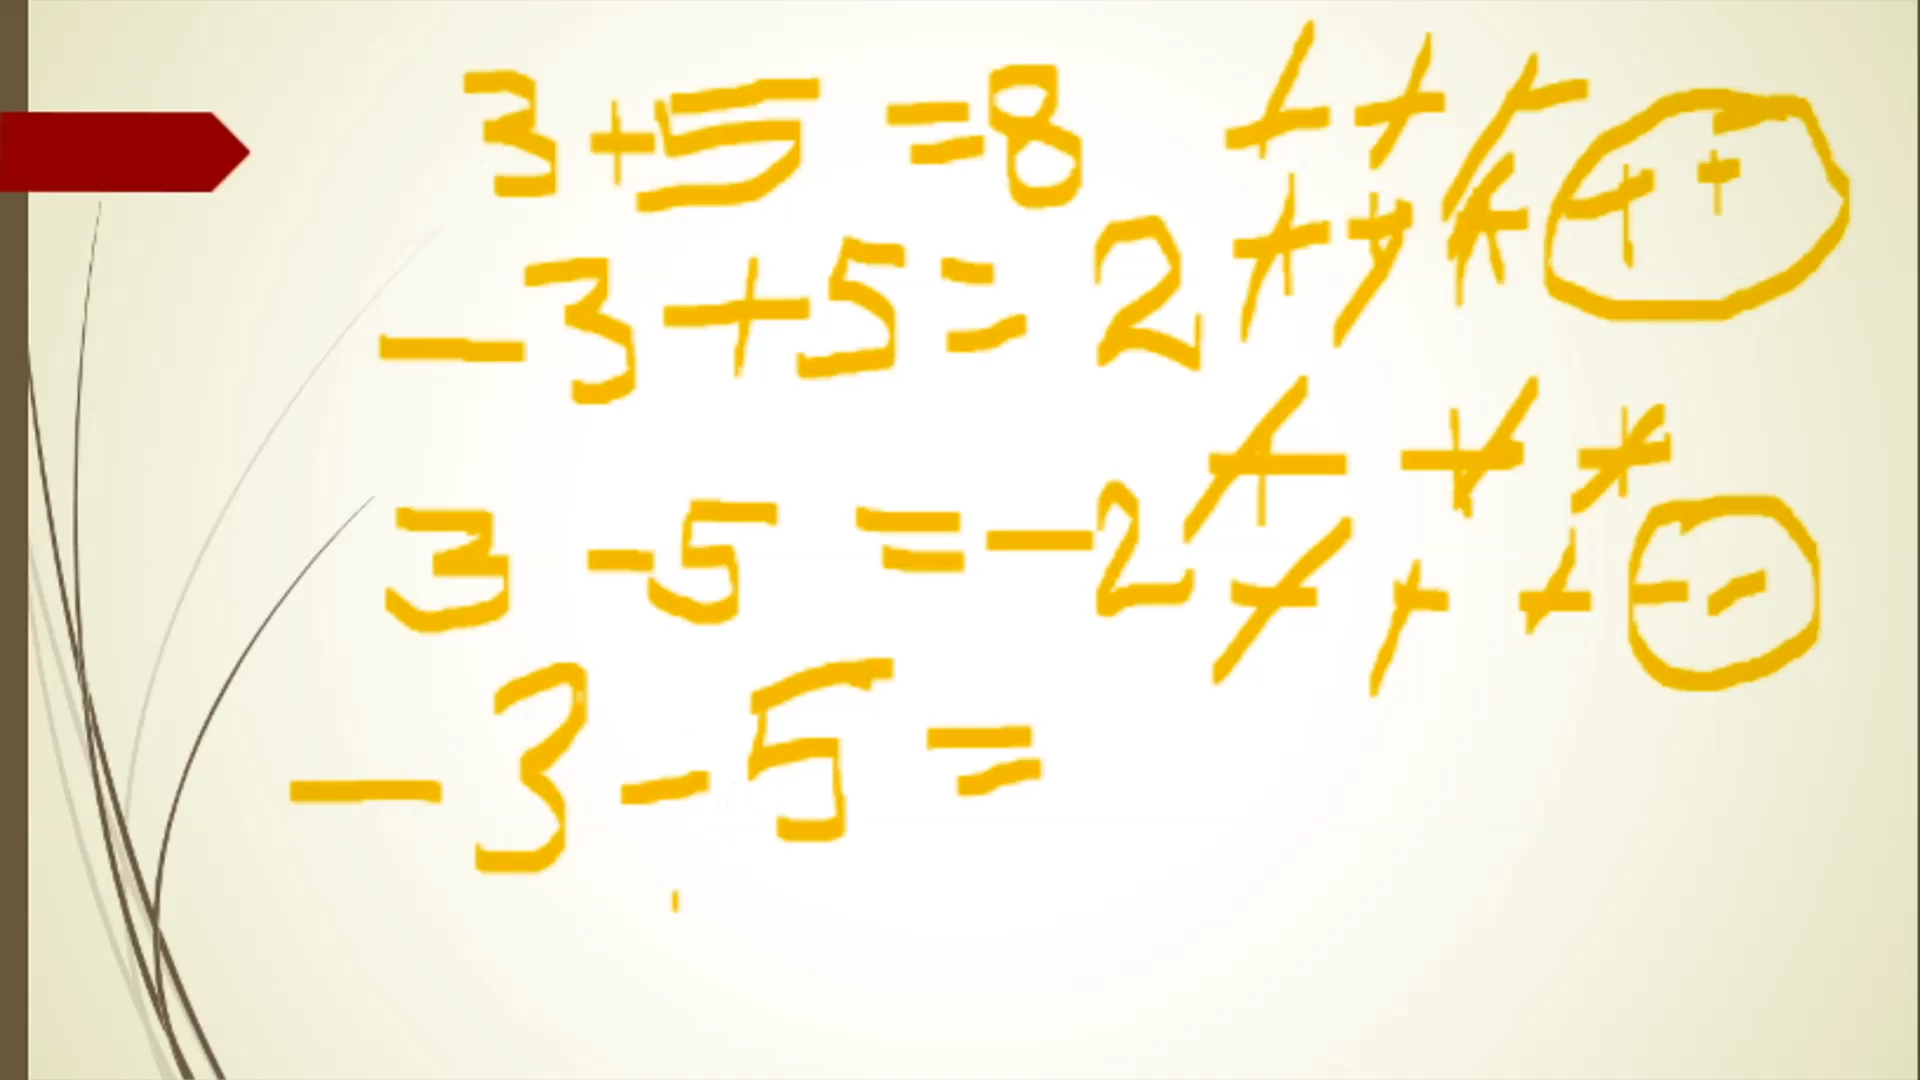 3+5 =8
-3+5= 2
+ + +
+ + + + +
3 -5 =-2
+ + +
+ + + - -
-3-5=